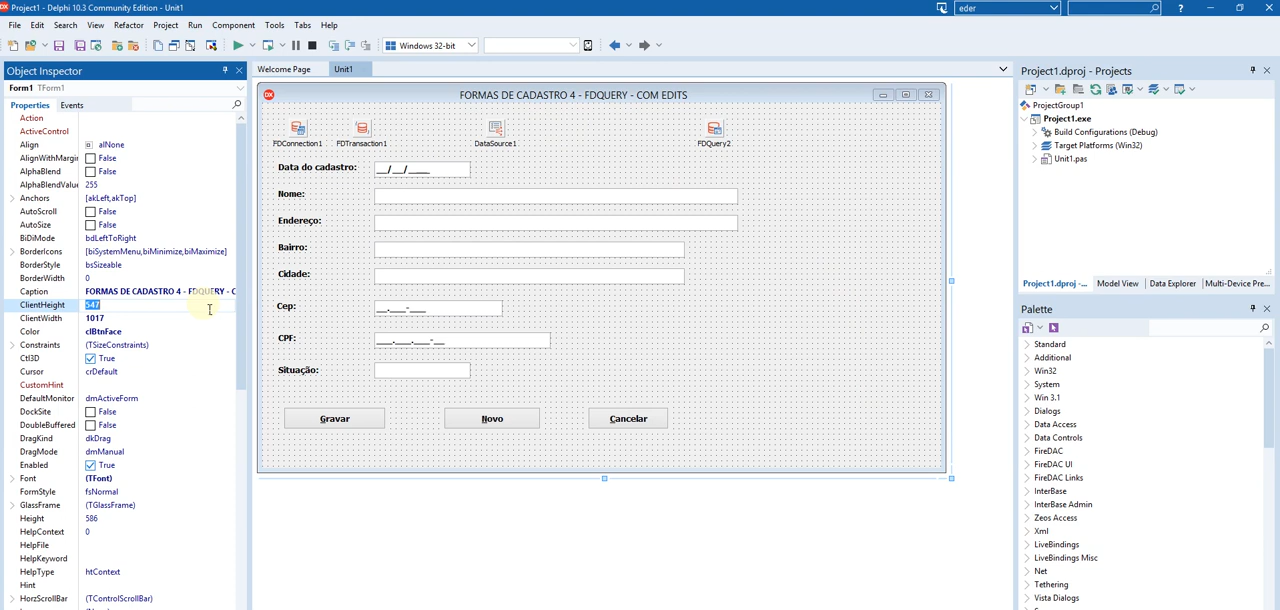 Project1 - Delphi 10.3 Community Edition - Unit1
eder
?
File Edit Search View Refactor Project Run Component Tools Tabs Help
Windows 32-bit
Object Inspector
Form1 TForm1
Properties Events
Action
ActiveControl
Align alNone
AlignWithMargin False
AlphaBlend False
AlphaBlendValue 255
Anchors [akLeft,akTop]
AutoScroll False
AutoSize False
BiDiMode bdLeftToRight
BorderIcons [biSystemMenu,biMinimize,biMaximize]
BorderStyle bsSizeable
BorderWidth 0
Caption FORMAS DE CADASTRO 4 - FDQUERY - C
ClientHeight 547
ClientWidth 1017
Color clBtnFace
Constraints (TSizeConstraints)
Ctl3D True
Cursor crDefault
CustomHint
DefaultMonitor dmActiveForm
DockSite False
DoubleBuffered False
DragKind dkDrag
DragMode dmManual
Enabled True
Font (TFont)
FormStyle fsNormal
GlassFrame (TGlassFrame)
Height 586
HelpContext 0
HelpFile
HelpKeyword
HelpType htContext
Hint
HorzScrollBar (TControlScrollBar)
Welcome Page Unit1
DX FORMAS DE CADASTRO 4 - FDQUERY - COM EDITS
FDConnection1 FDTransaction1 DataSource1 FDQuery2
Data do cadastro: __/__/____
Nome:
Endereço:
Bairro:
Cidade:
Cep: __.___-___
CPF: ___.___.___-__
Situação:
Gravar Novo Cancelar
Project1.dproj - Projects
ProjectGroup1
Project1.exe
Build Configurations (Debug)
Target Platforms (Win32)
Unit1.pas
Project1.dproj -... Model View Data Explorer Multi-Device Pre...
Palette
Standard
Additional
Win32
System
Win 3.1
Dialogs
Data Access
Data Controls
FireDAC
FireDAC UI
FireDAC Links
InterBase
InterBase Admin
Zeos Access
Xml
LiveBindings
LiveBindings Misc
Net
Tethering
Vista Dialogs